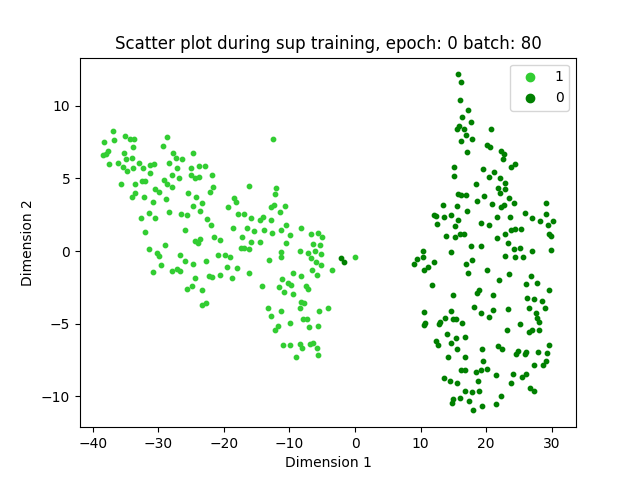 Scatter plot during sup training, epoch: 0 batch: 80
1
0
10
5
0
−5
−10
Dimension 2
−40 −30 −20 −10 0 10 20 30
Dimension 1